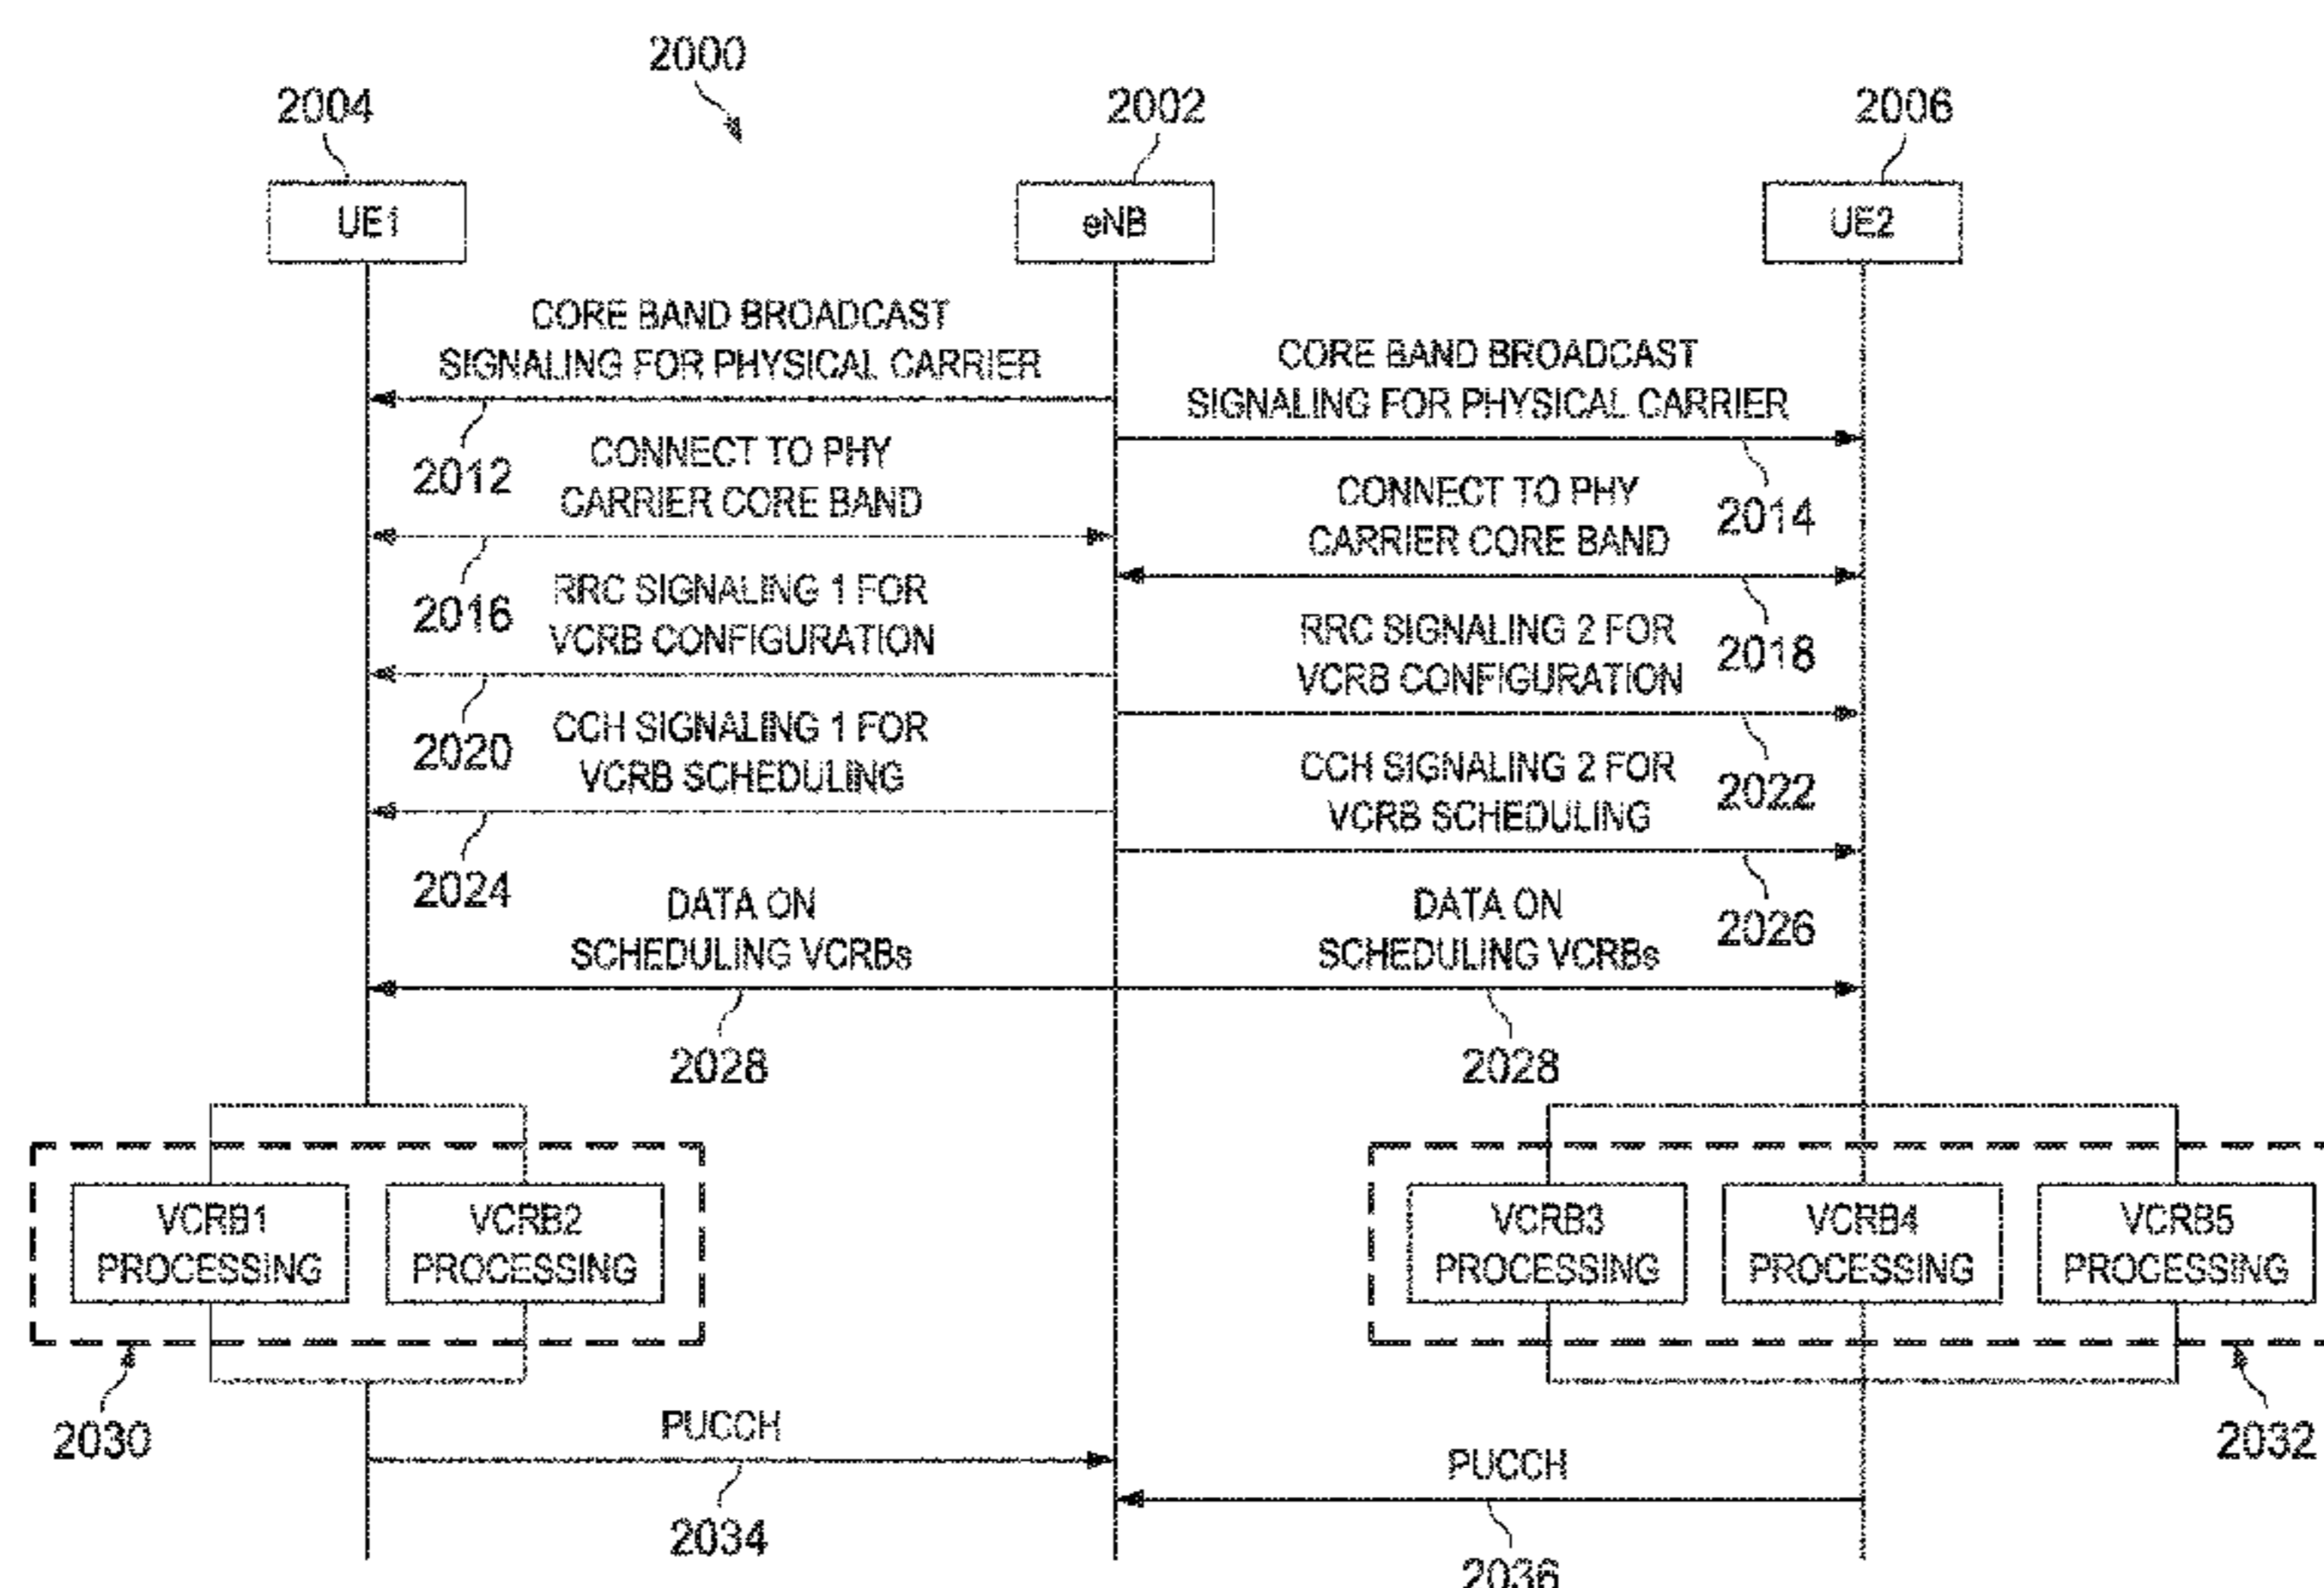 2000
2004
2002
2006
UE1
eNB
UE2
CORE BAND BROADCAST
SIGNALING FOR PHYSICAL CARRIER
CORE BAND BROADCAST
SIGNALING FOR PHYSICAL CARRIER
2012
CONNECT TO PHY
CARRIER CORE BAND
2014
CONNECT TO PHY
CARRIER CORE BAND
2016
RRC SIGNALING 1 FOR
VCRB CONFIGURATION
2018
RRC SIGNALING 2 FOR
VCRB CONFIGURATION
2020
CCH SIGNALING 1 FOR
VCRB SCHEDULING
2022
CCH SIGNALING 2 FOR
VCRB SCHEDULING
2024
2026
DATA ON
SCHEDULING VCRBs
DATA ON
SCHEDULING VCRBs
2028
2028
VCRB1
PROCESSING
VCRB2
PROCESSING
VCRB3
PROCESSING
VCRB4
PROCESSING
VCRB5
PROCESSING
2030
2032
PUCCH
2034
PUCCH
2036